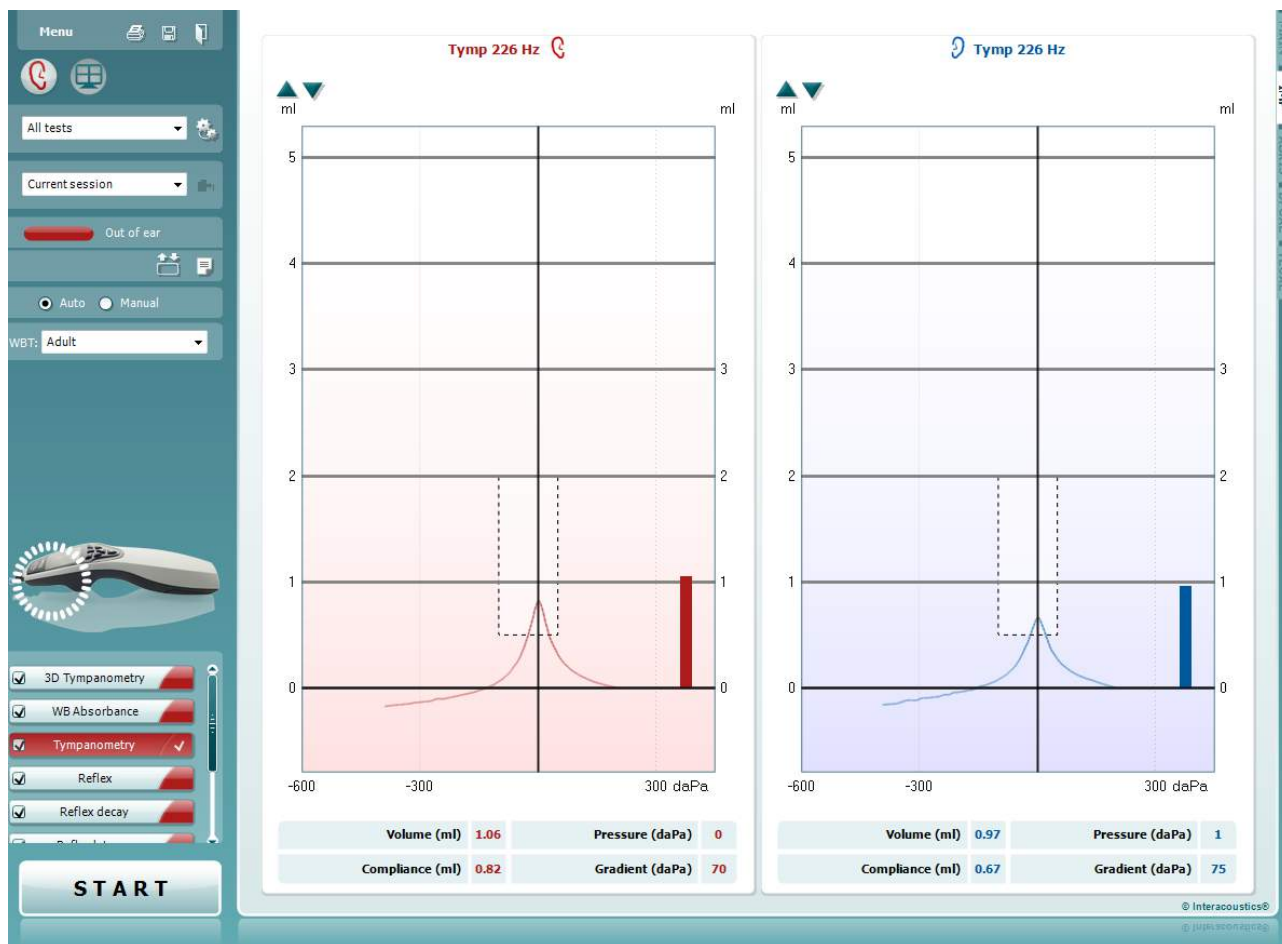 Menu
All tests
Current session
Out of ear
Auto Manual
WBT: Adult
3D Tympanometry
WB Absorbance
Tympanometry
Reflex
Reflex decay
START
Tymp 226 Hz
ml ml
5
4
3 3
2 2
1 1
0 0
-600 -300 300 daPa
Volume (ml) 1.06 Pressure (daPa) 0
Compliance (ml) 0.82 Gradient (daPa) 70
Tymp 226 Hz
ml ml
5
4
3 3
2 2
1 1
0 0
-600 -300 300 daPa
Volume (ml) 0.97 Pressure (daPa) 1
Compliance (ml) 0.67 Gradient (daPa) 75
© Interacoustics®